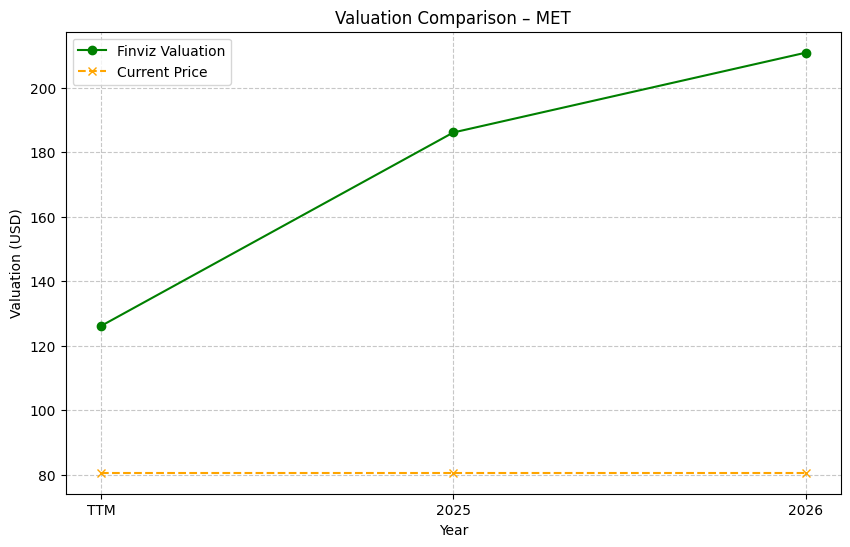 Valuation Comparison – MET
Finviz Valuation
Current Price
Valuation (USD)
200
180
160
140
120
100
80
TTM
2025
2026
Year